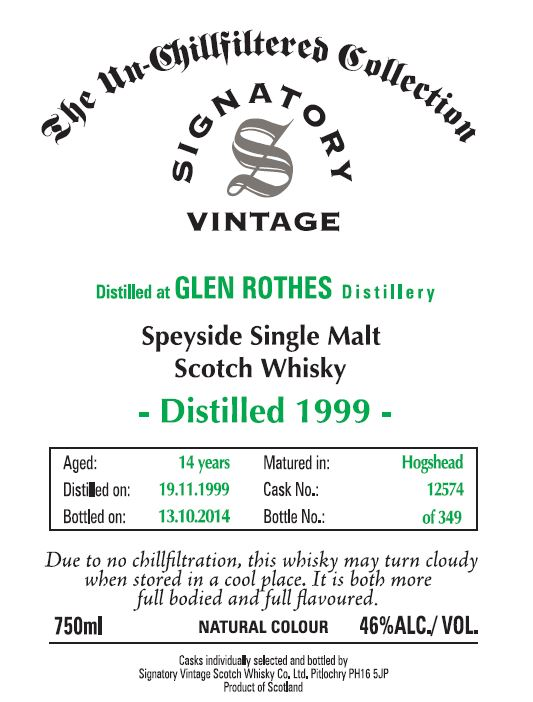 The Un-Chillfiltered Collection
SIGNATORY
S
VINTAGE
Distilled at GLEN ROTHES Distillery
Speyside Single Malt
Scotch Whisky
- Distilled 1999 -
Aged: 14 years Matured in: Hogshead
Distilled on: 19.11.1999 Cask No.: 12574
Bottled on: 13.10.2014 Bottle No.: of 349
Due to no chillfiltration, this whisky may turn cloudy
when stored in a cool place. It is both more
full bodied and full flavoured.
750ml NATURAL COLOUR 46%ALC./ VOL.
Casks individually selected and bottled by
Signatory Vintage Scotch Whisky Co. Ltd, Pitlochry PH16 5JP
Product of Scotland